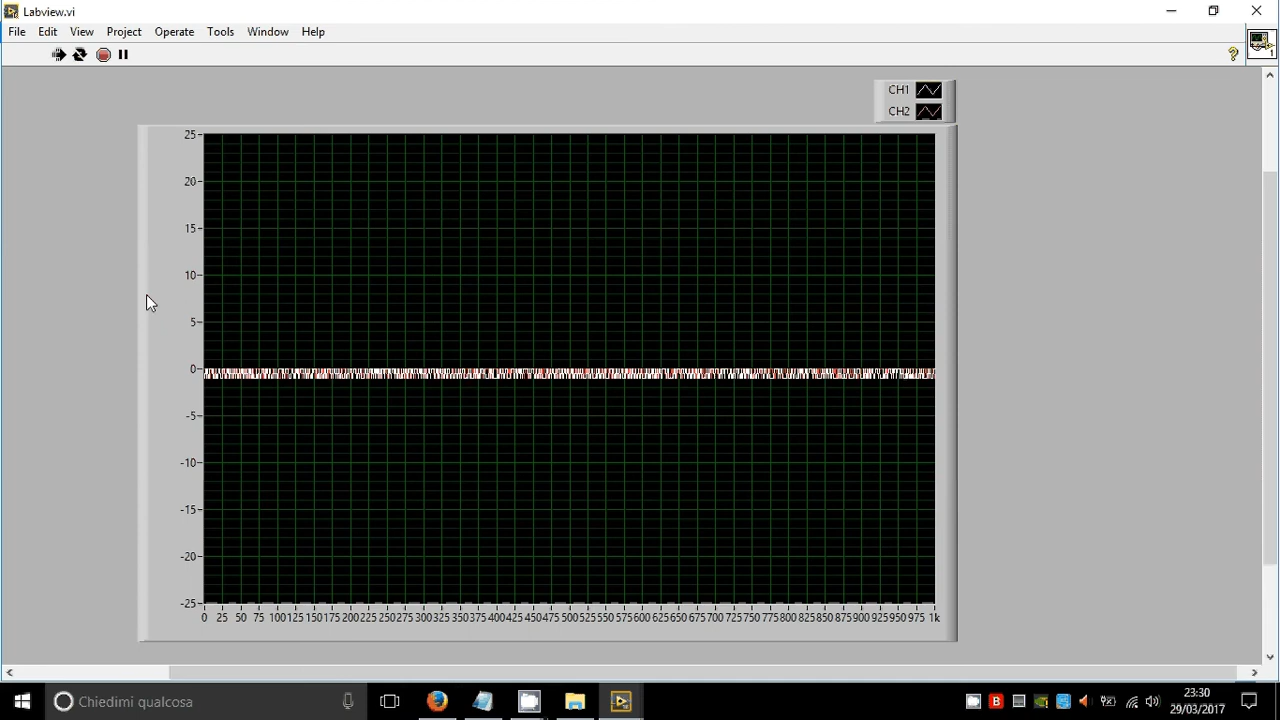 Labview.vi
File Edit View Project Operate Tools Window Help
1
CH1
CH2
25
20
15
10
5
0
-5
-10
-15
-20
-25
0 25 50 75 100 125 150 175 200 225 250 275 300 325 350 375 400 425 450 475 500 525 550 575 600 625 650 675 700 725 750 775 800 825 850 875 900 925 950 975 1k
Chiedimi qualcosa
23:30
29/03/2017